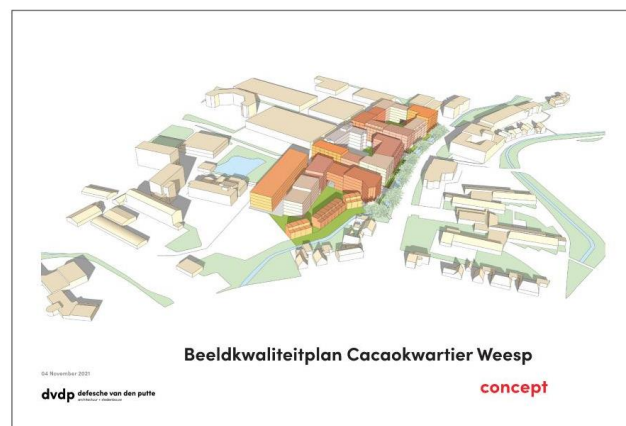 Beeldkwaliteitplan Cacaokwartier Weesp
04 November 2021
concept
dvdp defesche van den putte
architectuur + stedenbouw